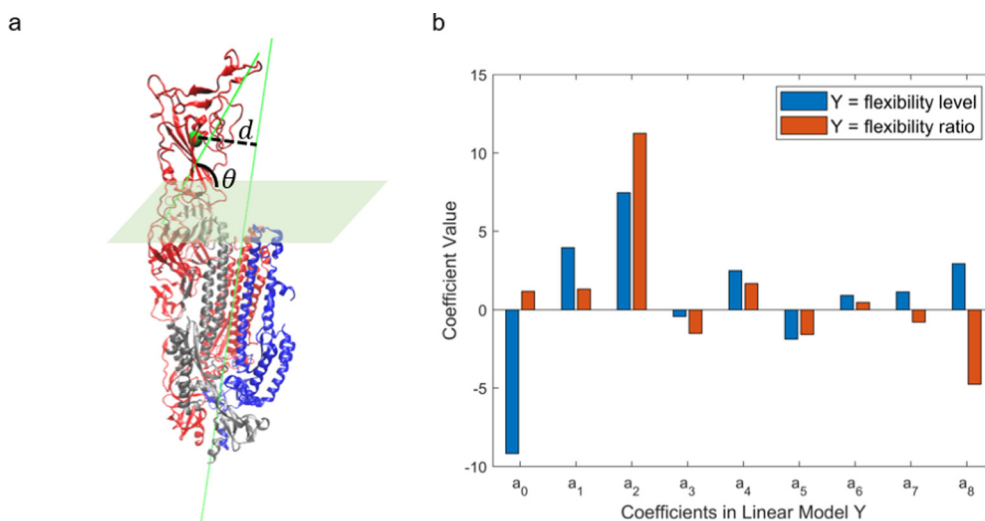 a
d
θ
b
Coefficient Value
15
10
5
0
-5
-10
Y = flexibility level
Y = flexibility ratio
a0 a1 a2 a3 a4 a5 a6 a7 a8
Coefficients in Linear Model Y